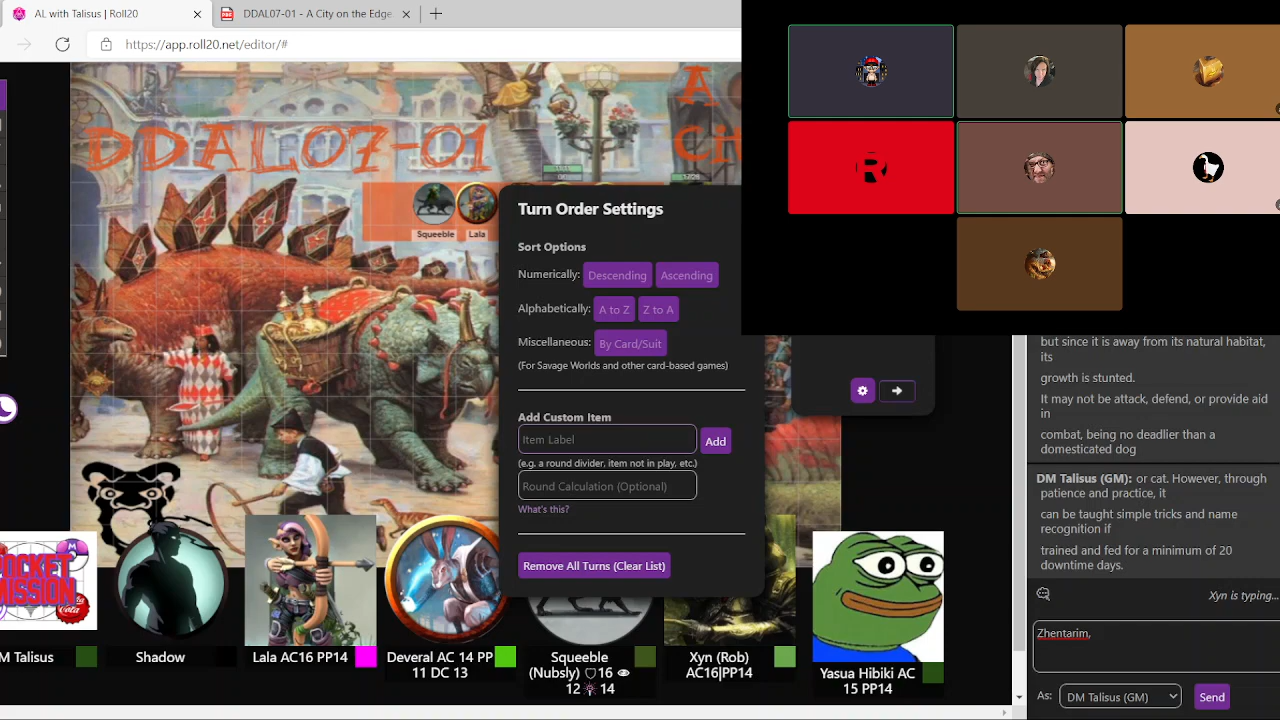 AL with Talisus | Roll20
DDAL07-01 - A City on the Edge.
https://app.roll20.net/editor/#
DDAL07-01
A
Squeeble
Lala
R
Turn Order Settings
Sort Options
Numerically: Descending Ascending
Alphabetically: A to Z Z to A
Miscellaneous: By Card/Suit
(For Savage Worlds and other card-based games)
Add Custom Item
Item Label
Add
(e.g. a round divider, item not in play, etc.)
Round Calculation (Optional)
What's this?
Remove All Turns (Clear List)
but since it is away from its natural habitat,
its
growth is stunted.
It may not be attack, defend, or provide aid
in
combat, being no deadlier than a
domesticated dog
DM Talisus (GM): or cat. However, through
patience and practice, it
can be taught simple tricks and name
recognition if
trained and fed for a minimum of 20
downtime days.
Xyn is typing...
Zhentarim,
As: DM Talisus (GM) Send
M Talisus
Shadow
Lala AC16 PP14
Deveral AC 14 PP
11 DC 13
Squeeble
(Nubsly) 16
12 14
Xyn (Rob)
AC16|PP14
Yasua Hibiki AC
15 PP14